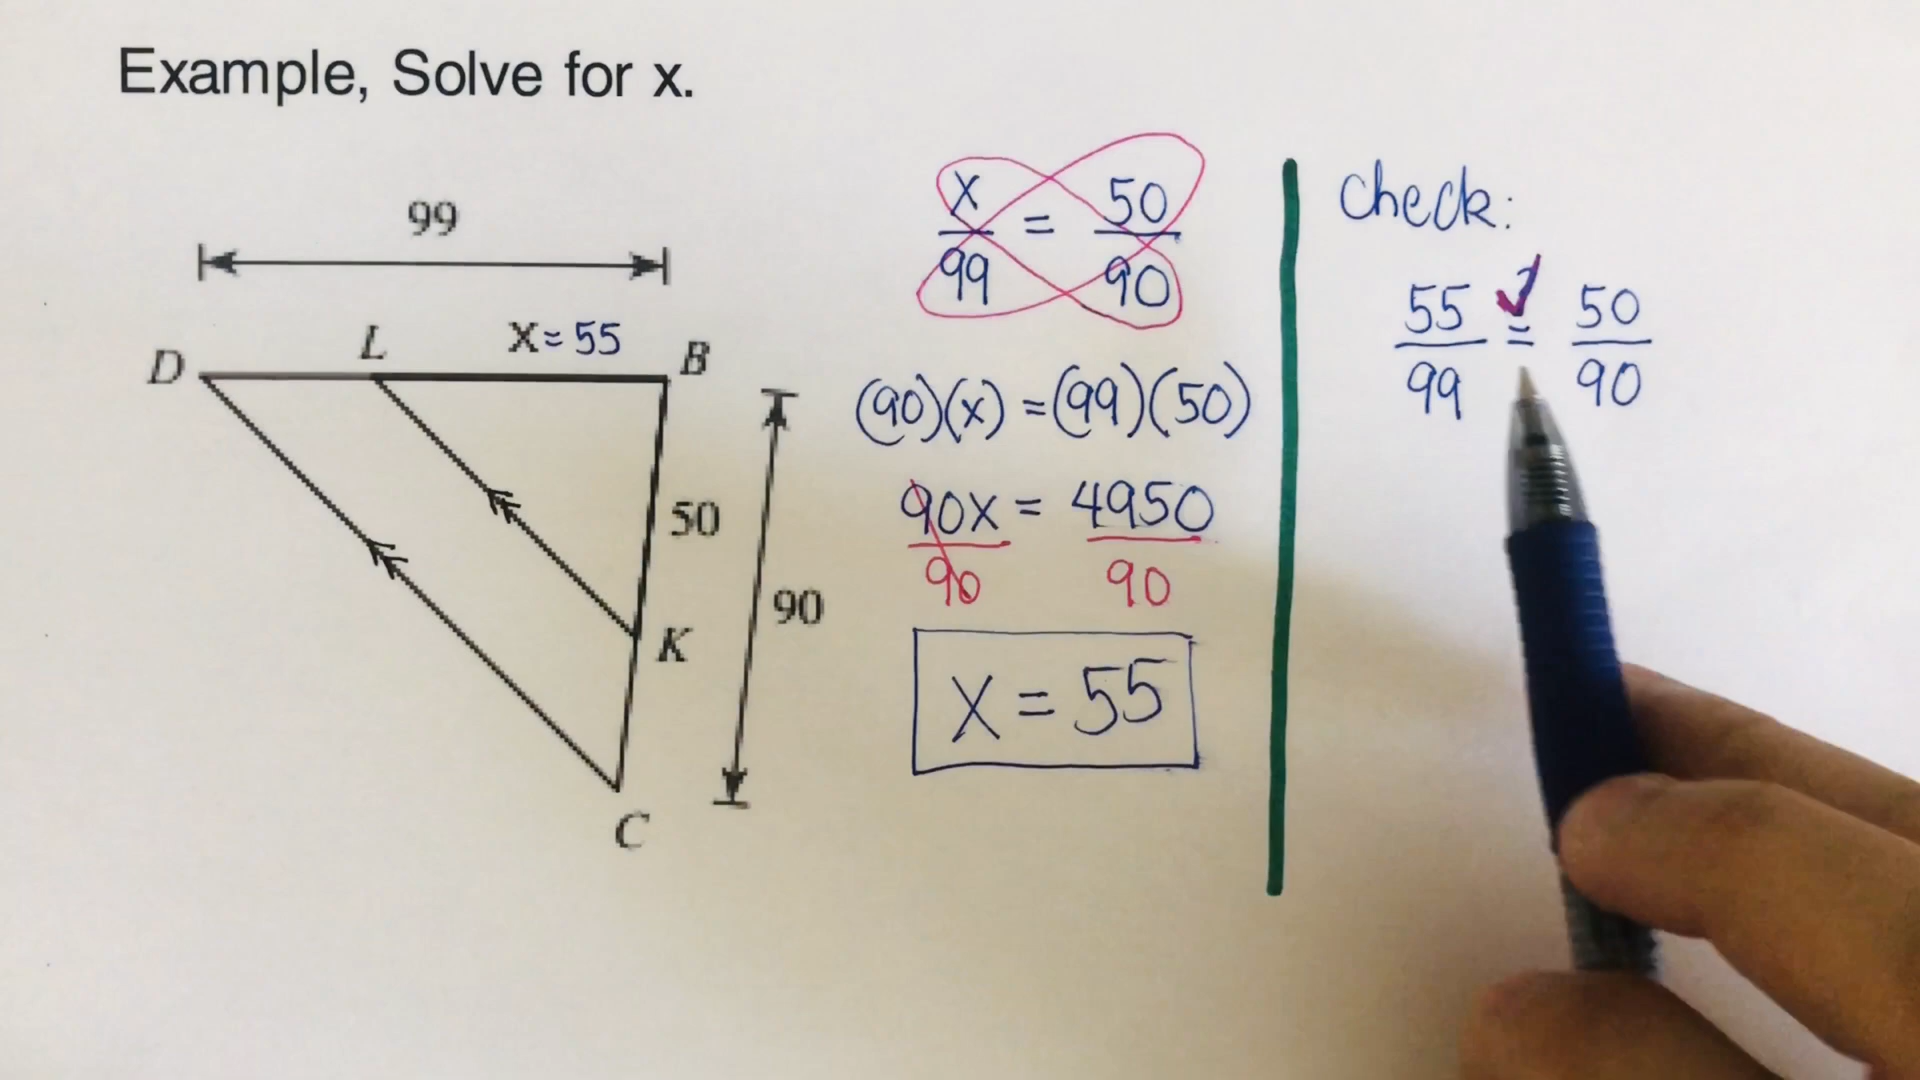 Example, Solve for x.
99
D
L
X = 55
B
50
90
K
C
x/99 = 50/90
(90)(x) = (99)(50)
90x = 4950
90 90
x = 55
Check:
55/99 ?= 50/90